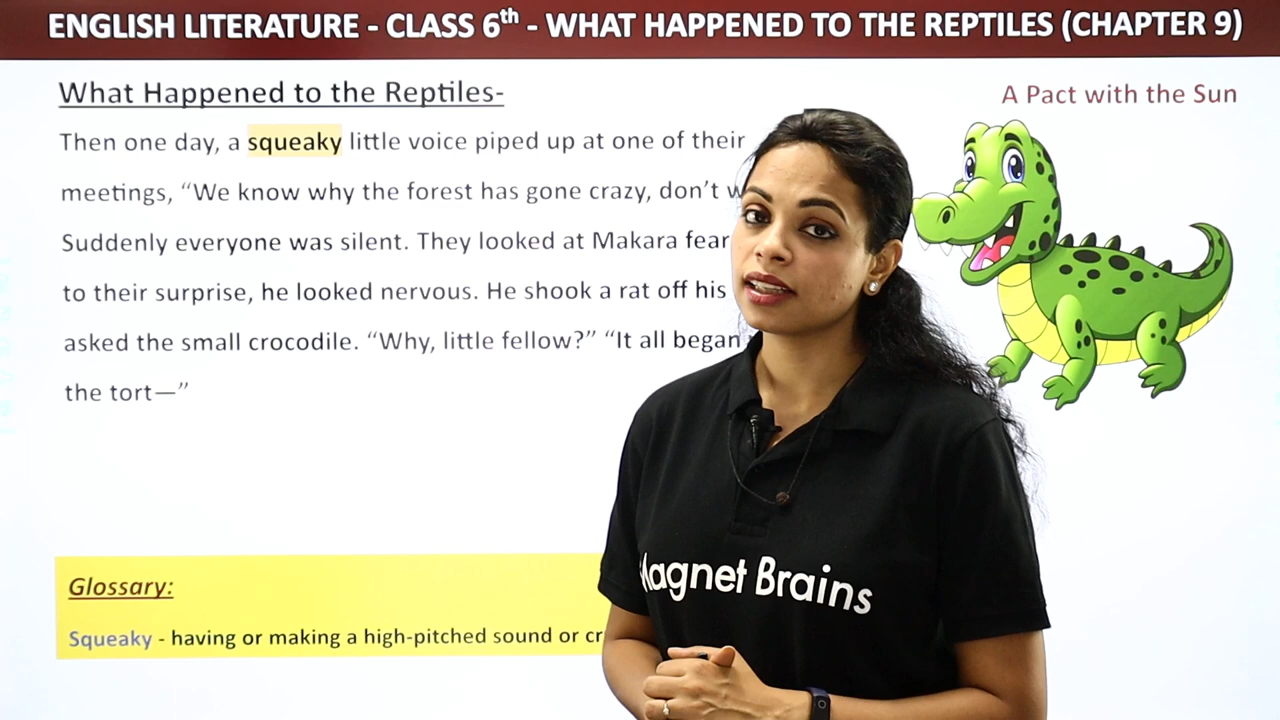 ENGLISH LITERATURE - CLASS 6th - WHAT HAPPENED TO THE REPTILES (CHAPTER 9)
What Happened to the Reptiles-
A Pact with the Sun
Then one day, a squeaky little voice piped up at one of their
meetings, “We know why the forest has gone crazy, don’t
Suddenly everyone was silent. They looked at Makara
to their surprise, he looked nervous. He shook a rat off his
asked the small crocodile. “Why, little fellow?” “It all began
the tort—”
Glossary:
Squeaky - having or making a high-pitched sound or
Magnet Brains